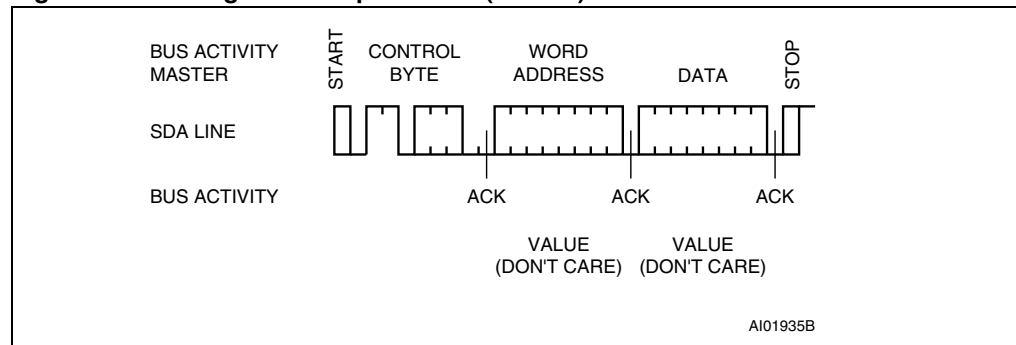 BUS ACTIVITY
MASTER
START
CONTROL
BYTE
WORD
ADDRESS
DATA
STOP
SDA LINE
BUS ACTIVITY
ACK
ACK
ACK
VALUE
(DON'T CARE)
VALUE
(DON'T CARE)
AI01935B